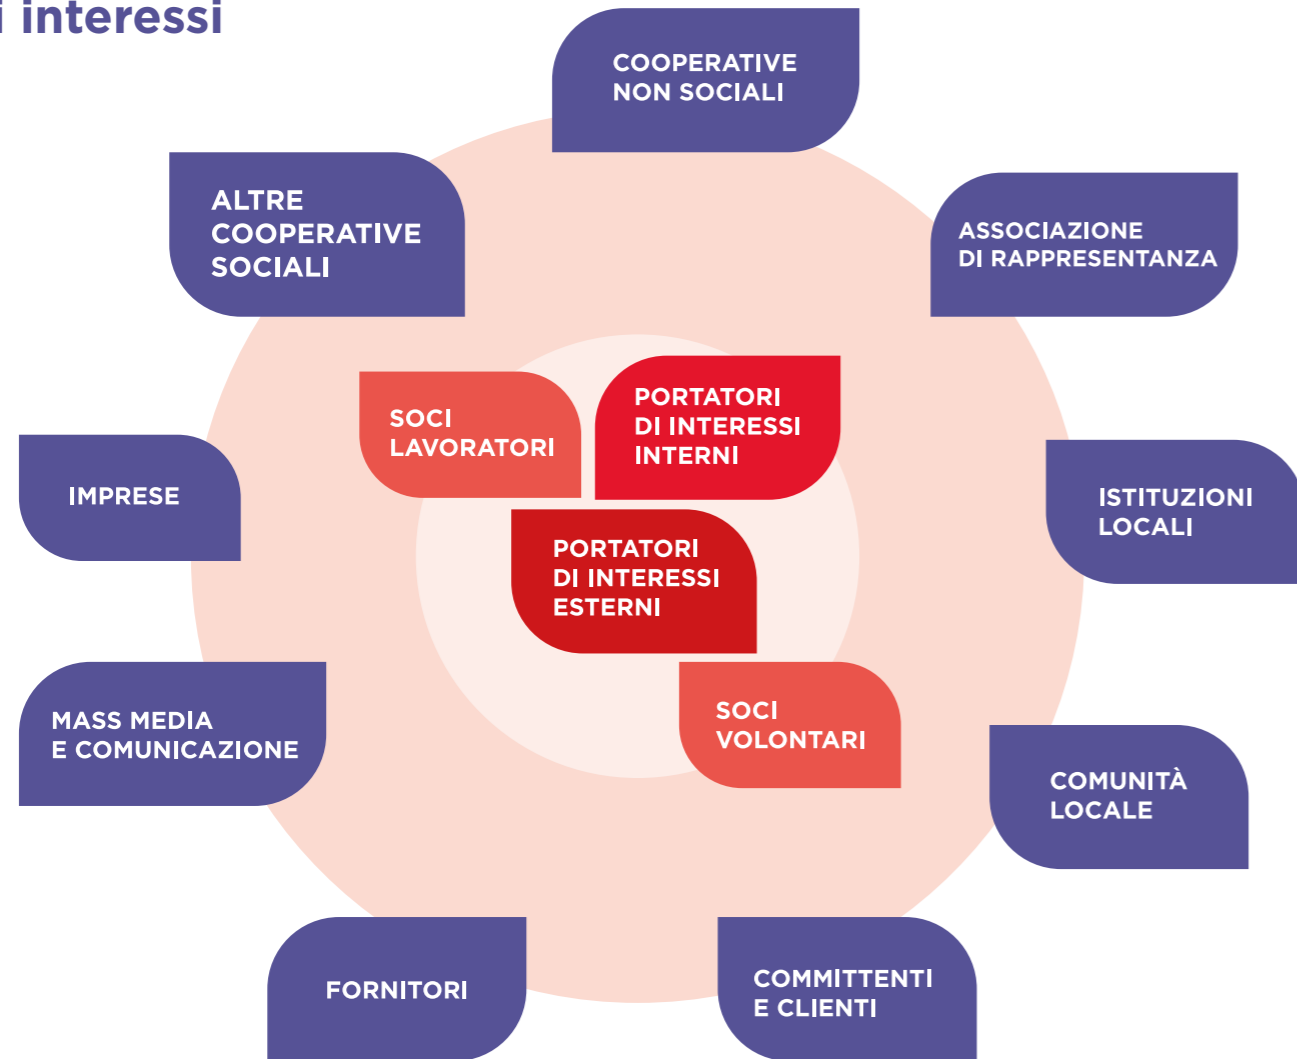 i interessi
COOPERATIVE
NON SOCIALI
ALTRE
COOPERATIVE
SOCIALI
ASSOCIAZIONE
DI RAPPRESENTANZA
SOCI
LAVORATORI
PORTATORI
DI INTERESSI
INTERNI
IMPRESE
ISTITUZIONI
LOCALI
PORTATORI
DI INTERESSI
ESTERNI
MASS MEDIA
E COMUNICAZIONE
SOCI
VOLONTARI
COMUNITÀ
LOCALE
FORNITORI
COMMITTENTI
E CLIENTI